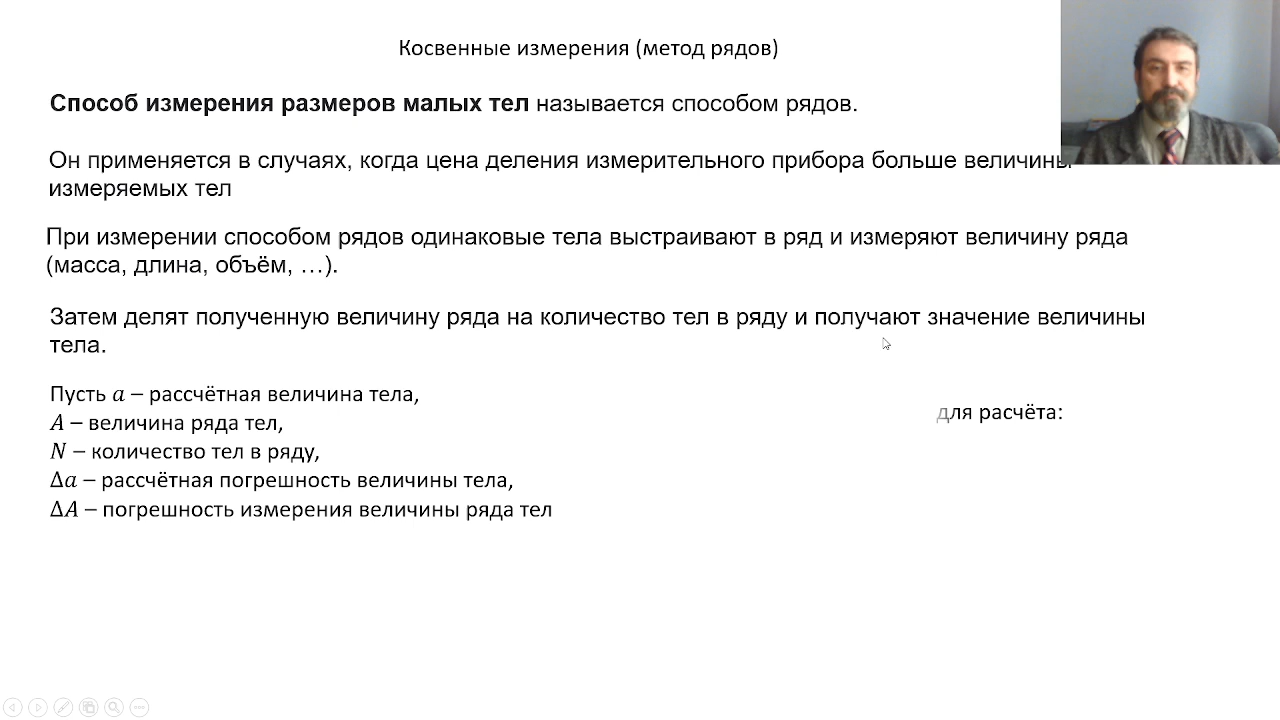 Косвенные измерения (метод рядов)
Способ измерения размеров малых тел называется способом рядов.
Он применяется в случаях, когда цена деления измерительного прибора больше величины
измеряемых тел
При измерении способом рядов одинаковые тела выстраивают в ряд и измеряют величину ряда
(масса, длина, объём, …).
Затем делят полученную величину ряда на количество тел в ряду и получают значение величины
тела.
Пусть a – рассчётная величина тела,
A – величина ряда тел,
N – количество тел в ряду,
Δa – рассчётная погрешность величины тела,
ΔA – погрешность измерения величины ряда тел
для расчёта: